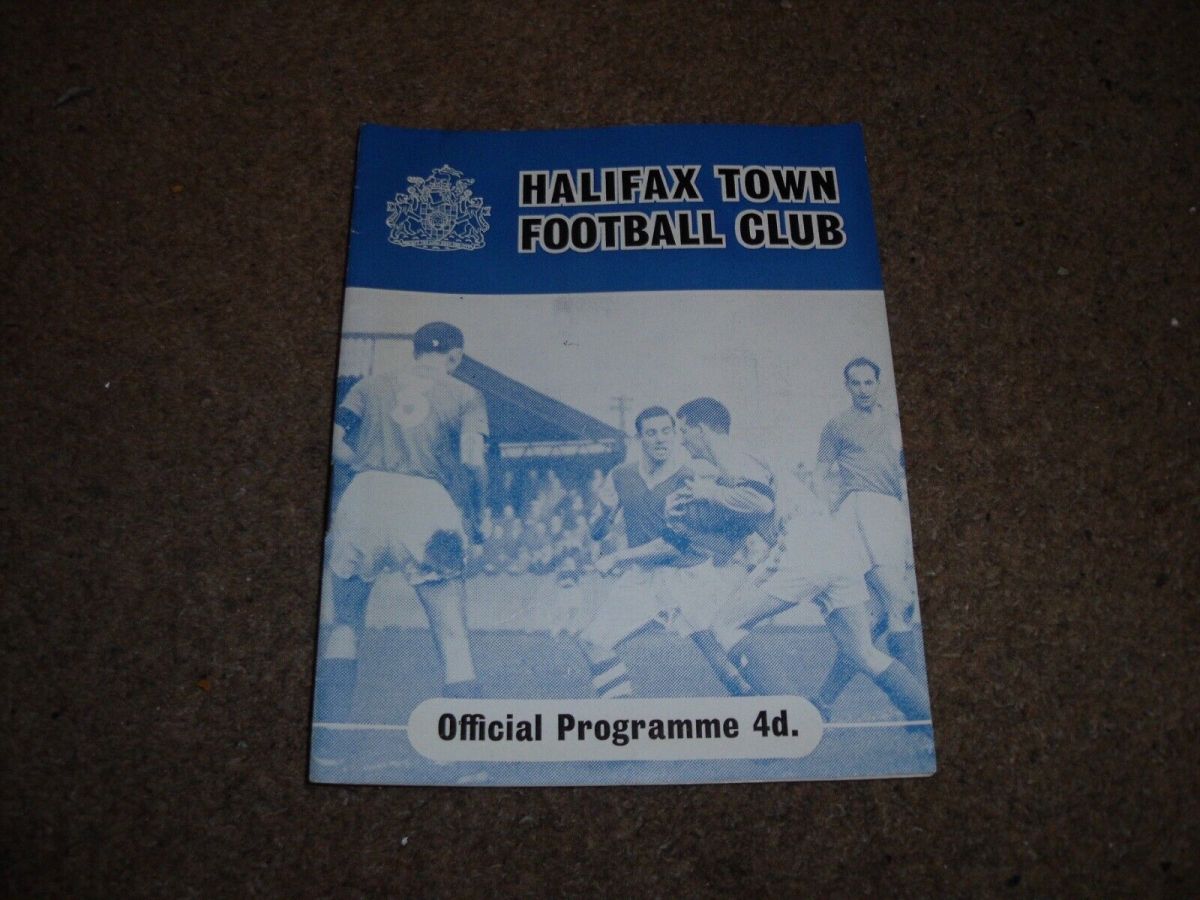 HALIFAX TOWN
FOOTBALL CLUB
Official Programme 4d.